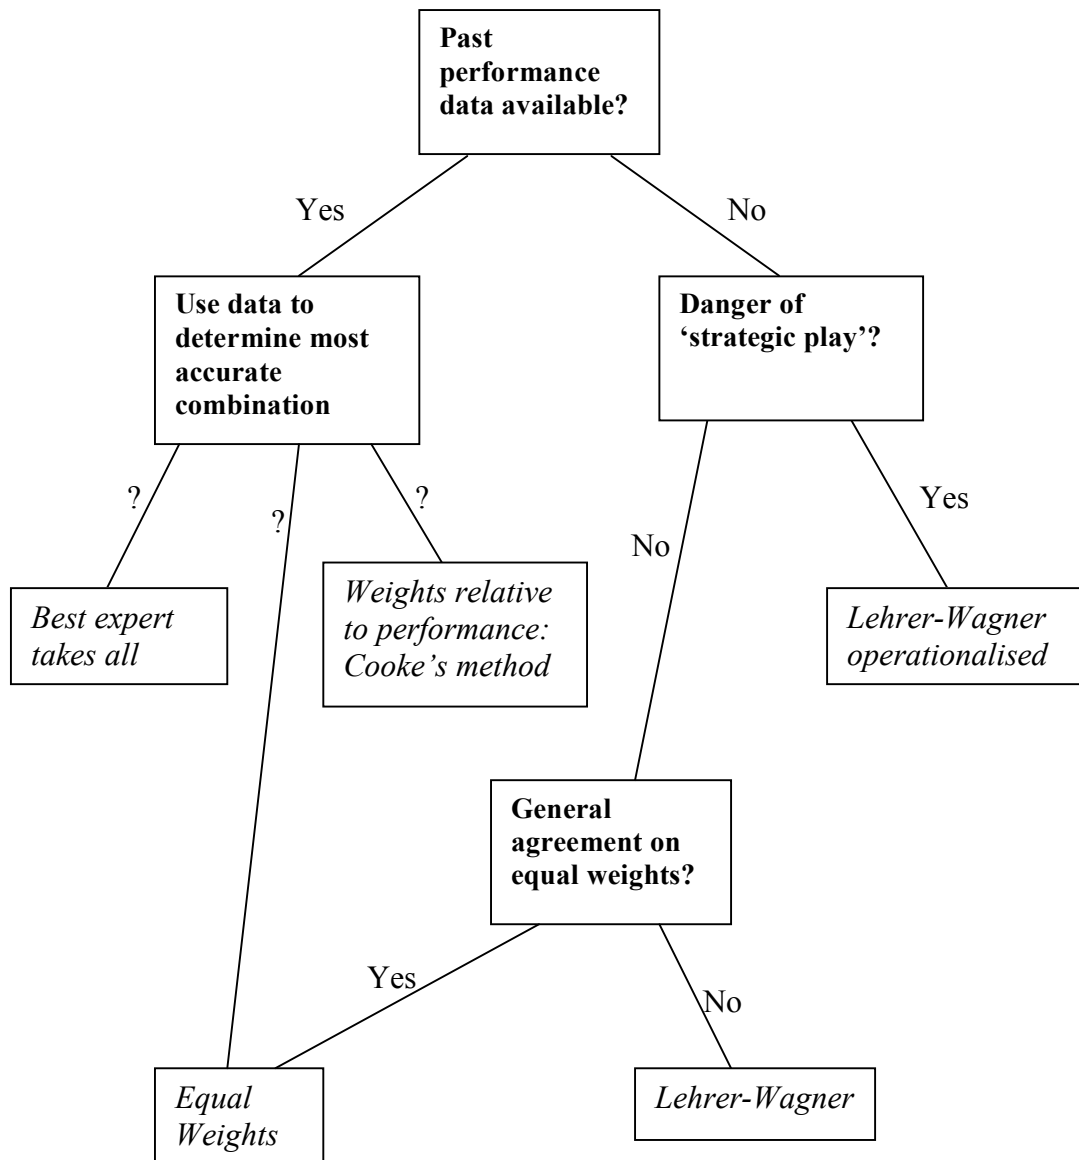 Past
performance
data available?
Yes
No
Use data to
determine most
accurate
combination
Danger of
‘strategic play’?
?
?
?
No
Yes
Best expert
takes all
Weights relative
to performance:
Cooke’s method
Lehrer-Wagner
operationalised
General
agreement on
equal weights?
Yes
No
Equal
Weights
Lehrer-Wagner